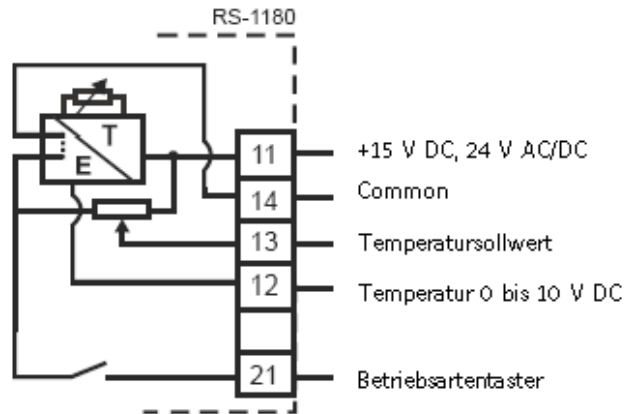 RS-1180
T
E
11 +15 V DC, 24 V AC/DC
14 Common
13 Temperatursollwert
12 Temperatur 0 bis 10 V DC
21 Betriebsartentaster